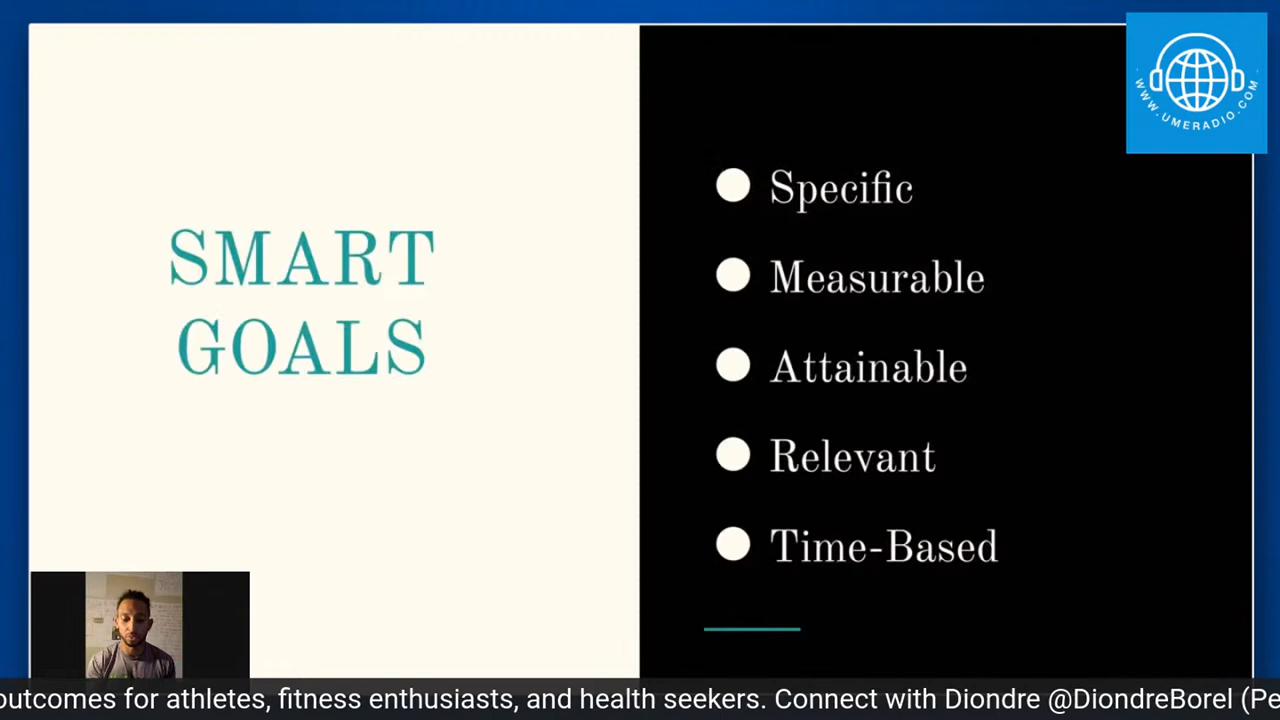 SMART
GOALS
Specific
Measurable
Attainable
Relevant
Time-Based
WWW.UMERADIO.COM
outcomes for athletes, fitness enthusiasts, and health seekers. Connect with Diondre @DiondreBorel (Pe